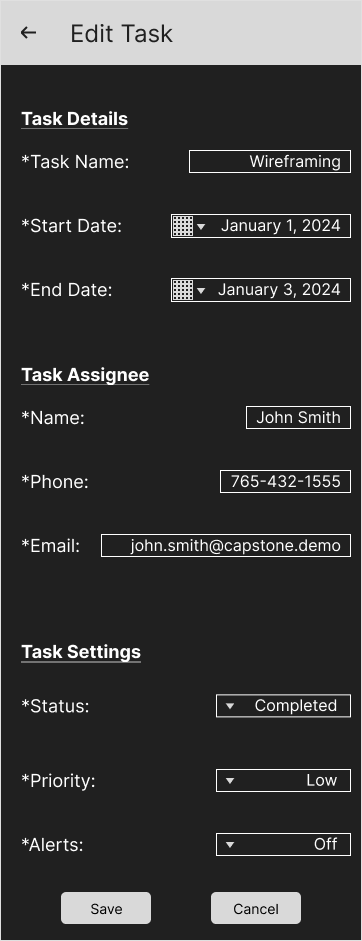 Edit Task
Task Details
*Task Name: Wireframing
*Start Date: January 1, 2024
*End Date: January 3, 2024
Task Assignee
*Name: John Smith
*Phone: 765-432-1555
*Email: john.smith@capstone.demo
Task Settings
*Status: Completed
*Priority: Low
*Alerts: Off
Save Cancel